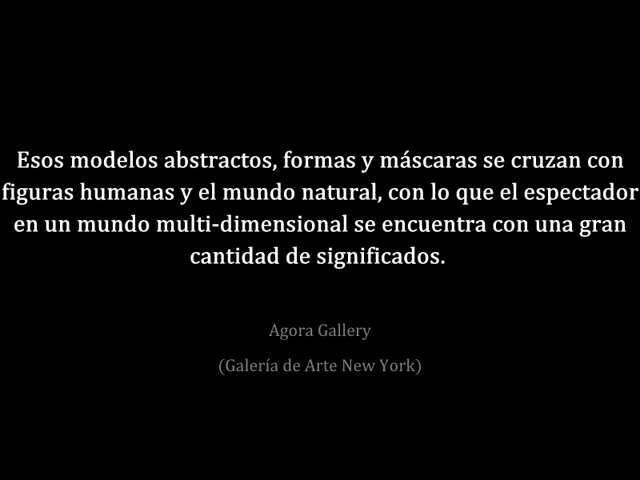 Esos modelos abstractos, formas y máscaras se cruzan con
figuras humanas y el mundo natural, con lo que el espectador
en un mundo multi-dimensional se encuentra con una gran
cantidad de significados.
Agora Gallery
(Galería de Arte New York)